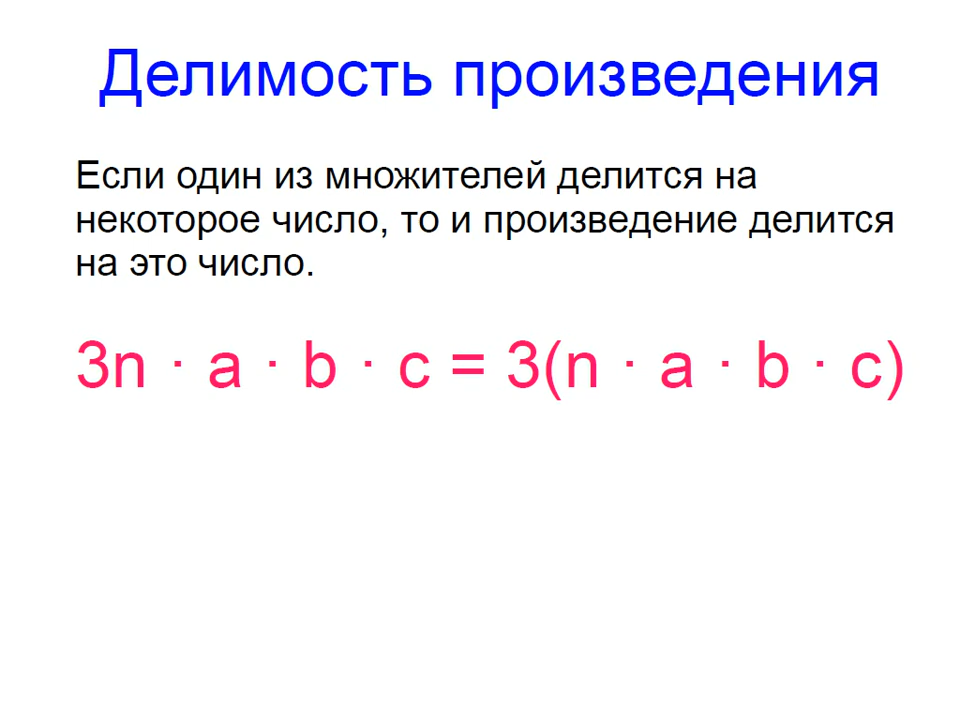 Делимость произведения
Если один из множителей делится на
некоторое число, то и произведение делится
на это число.
3n · a · b · c = 3(n · a · b · c)